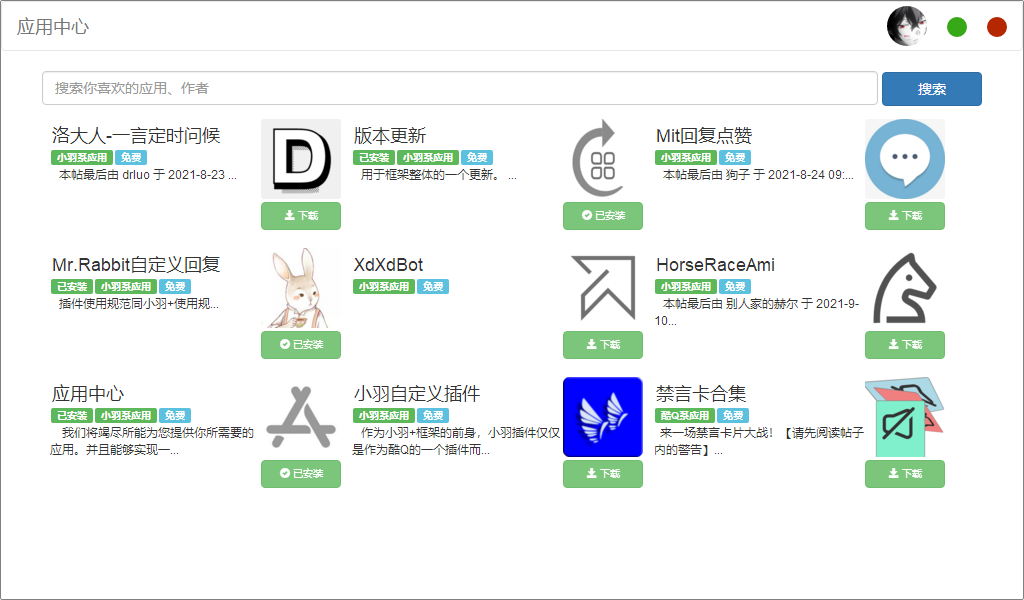 应用中心
搜索你喜欢的应用、作者
搜索
洛大人-一言定时问候
小羽系应用 免费
本帖最后由 drluo 于 2021-8-23 ...
D
下载
版本更新
已安装 小羽系应用 免费
用于框架整体的一个更新。 ...
已安装
Mit回复点赞
小羽系应用 免费
本帖最后由 狗子 于 2021-8-24 09:...
下载
Mr.Rabbit自定义回复
已安装 小羽系应用 免费
插件使用规范同小羽+使用规...
已安装
XdXdBot
小羽系应用 免费
下载
HorseRaceAmi
小羽系应用 免费
本帖最后由 别人家的赫尔 于 2021-9-
10...
下载
应用中心
已安装 小羽系应用 免费
我们将竭尽所能为您提供你所需要的
应用。并且能够实现一...
已安装
小羽自定义插件
小羽系应用 免费
作为小羽+框架的前身，小羽插件仅仅
是作为酷Q的一个插件而...
下载
禁言卡合集
酷Q系应用 免费
来一场禁言卡片大战！【请先阅读帖子
内的警告】...
下载